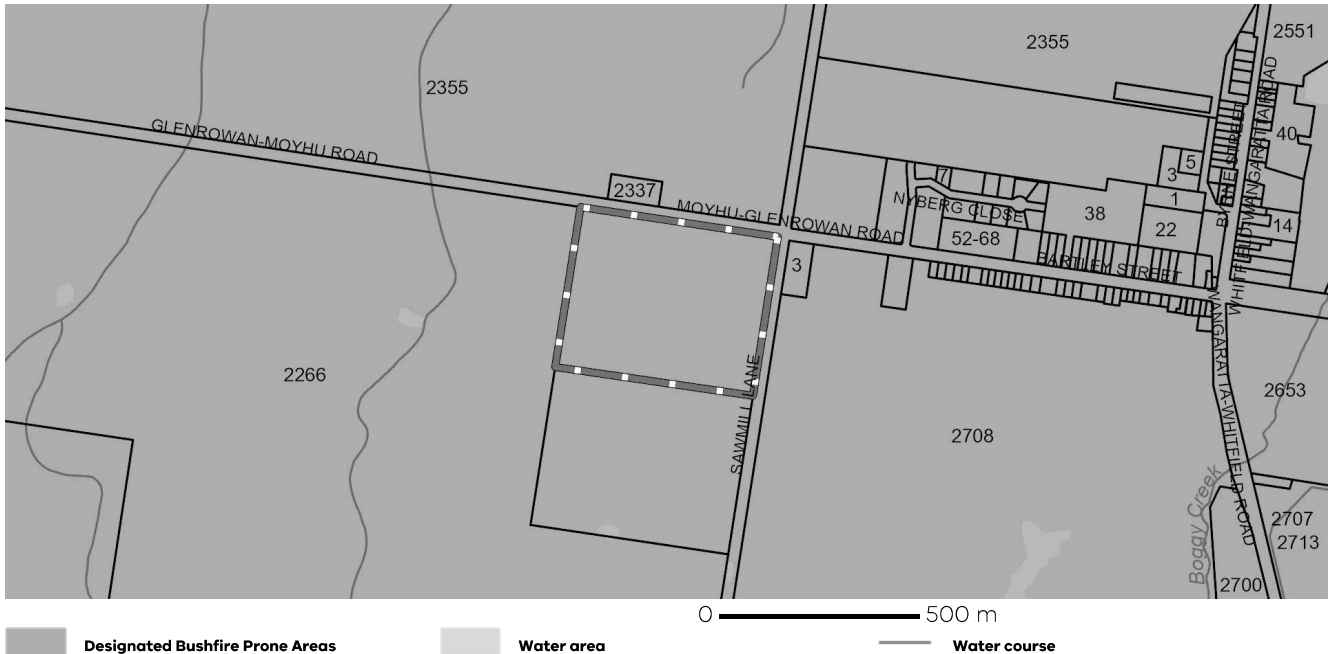 2551
2355
2355
40
GLENROWAN-MOYHU ROAD
BYRNE STREET
WHITFIELD-WANGARATTA ROAD
5
3
7
2337
1
MOYHU-GLENROWAN ROAD
NYBERG CLOSE
38
22
14
52-68
3
BARTLEY STREET
WANGARATTA-WHITFIELD ROAD
SAWMILL LANE
2266
2653
2708
Boggy Creek
2707
2713
2700
0 500 m
Designated Bushfire Prone Areas
Water area
Water course